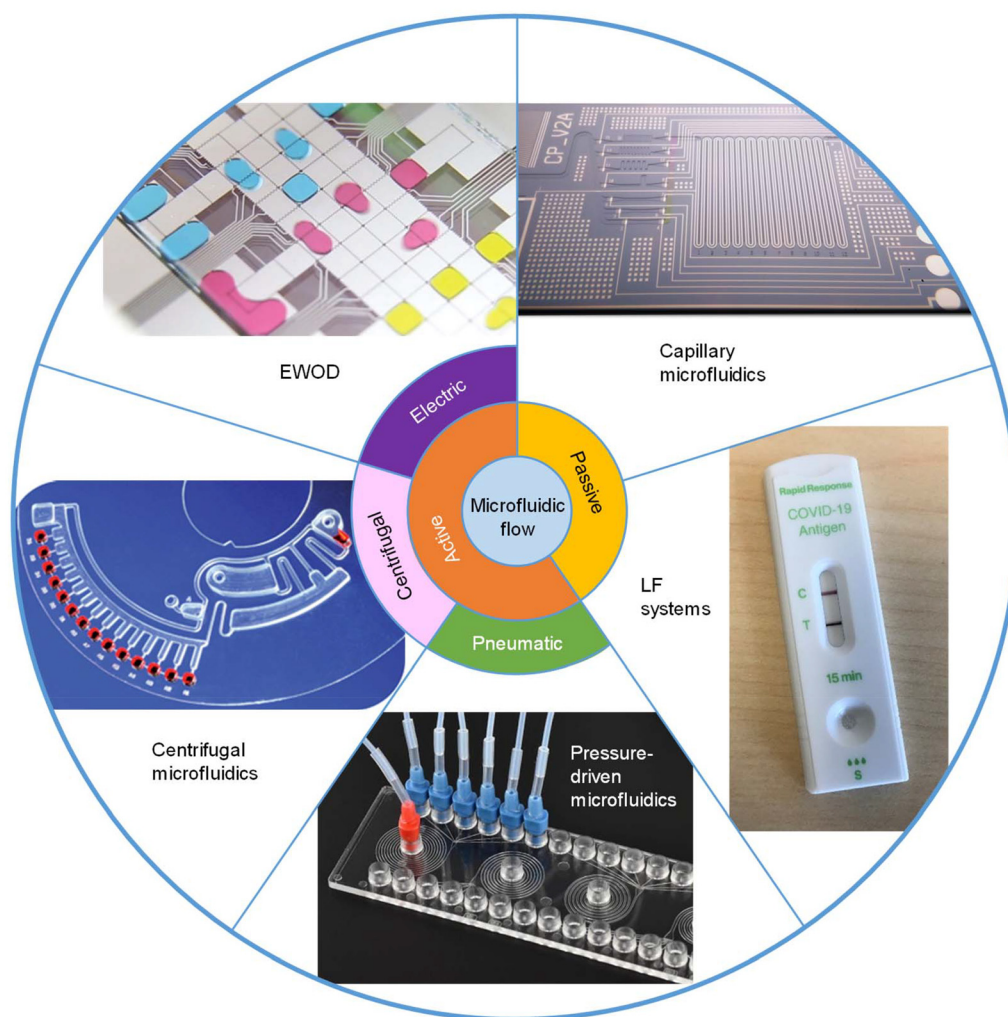 CP_V2A
EWOD
Capillary
microfluidics
Electric
Passive
Active
Centrifugal
Microfluidic
flow
Pneumatic
Rapid Response
COVID-19
Antigen
C
T
15 min
S
LF
systems
Centrifugal
microfluidics
Pressure-
driven
microfluidics